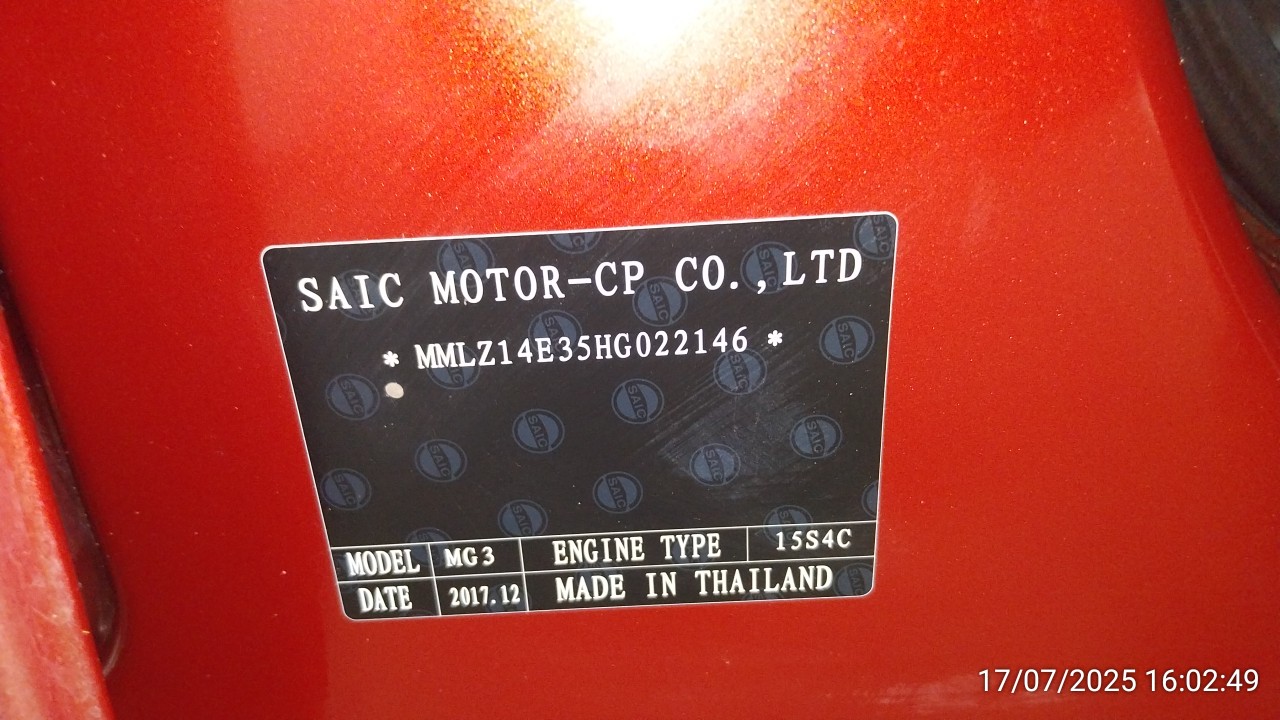 SAIC MOTOR-CP CO.,LTD
* MMLZ14E35HG022146 *
MODEL MG3 ENGINE TYPE 15S4C
DATE 2017.12 MADE IN THAILAND
17/07/2025 16:02:49